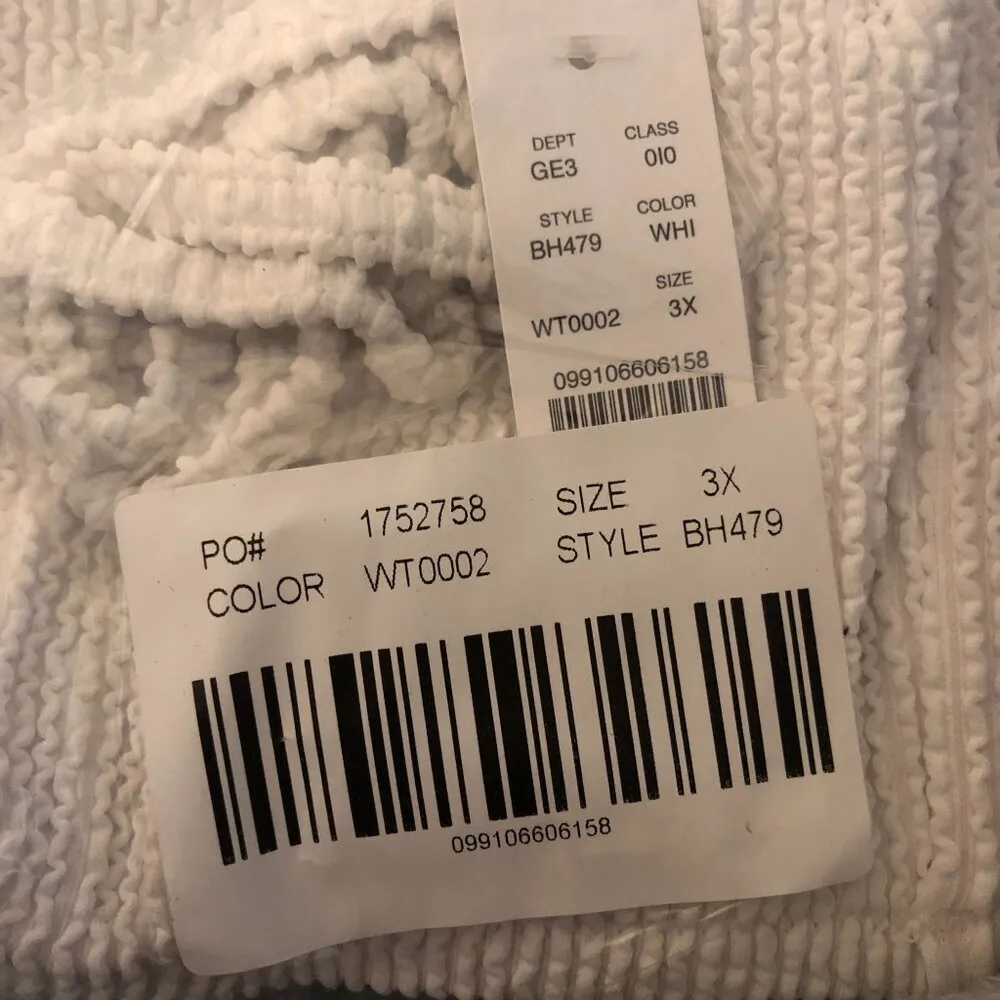 DEPT CLASS
GE3 0I0
STYLE COLOR
BH479 WHI
SIZE
WT0002 3X
099106606158
PO# 1752758 SIZE 3X
COLOR WT0002 STYLE BH479
099106606158